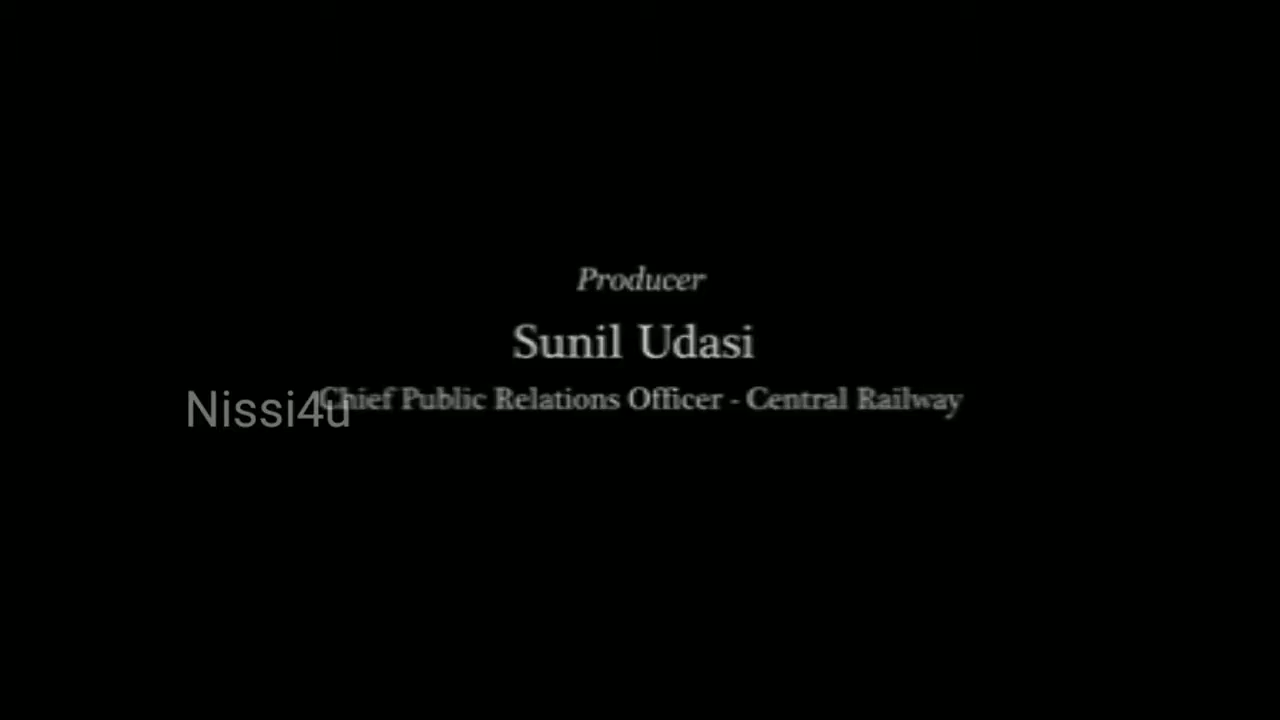 Producer
Sunil Udasi
Chief Public Relations Officer - Central Railway
Nissi4u